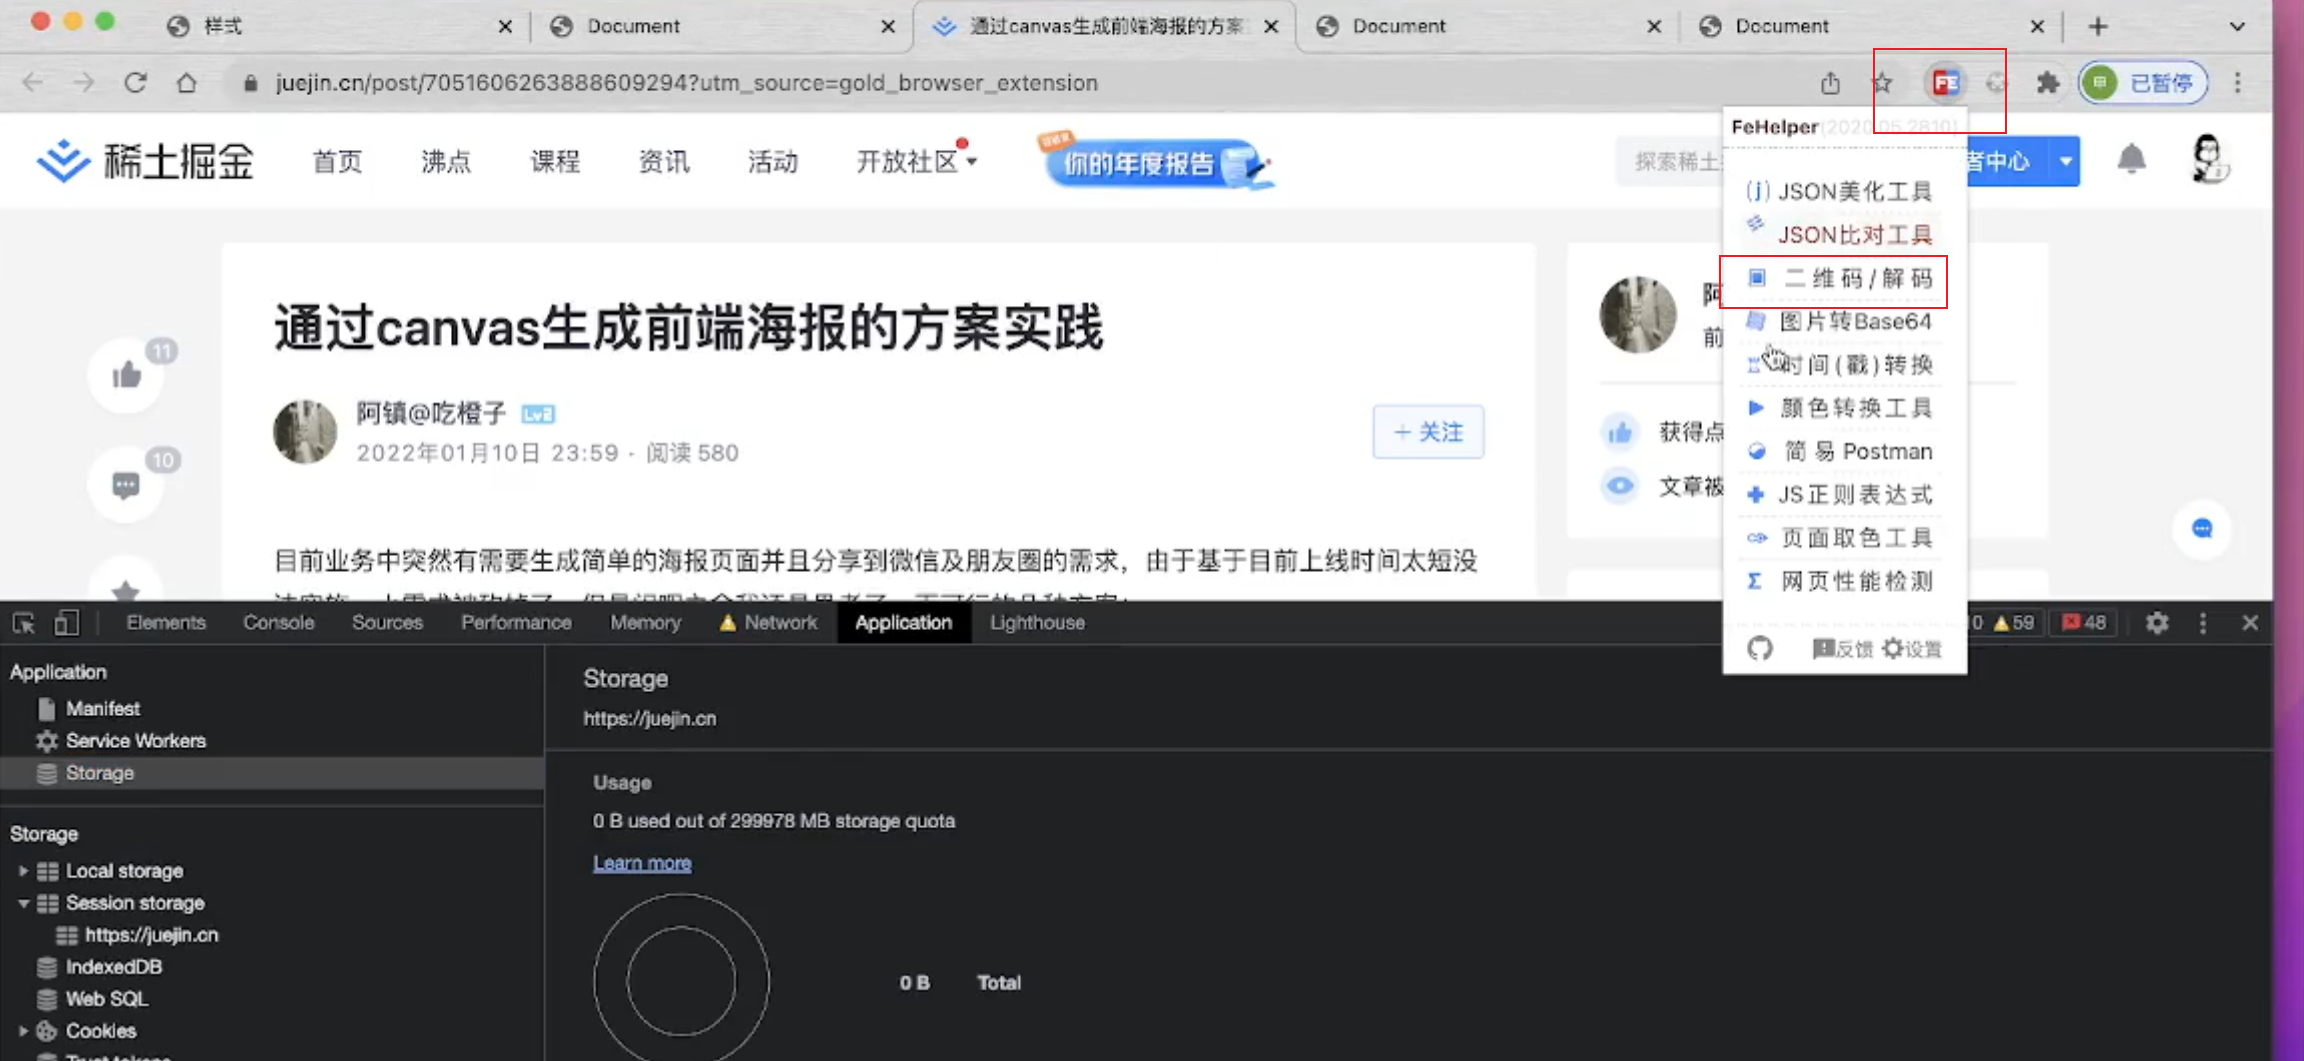 样式
Document
通过canvas生成前端海报的方案
Document
Document
juejin.cn/post/7051606263888609294?utm_source=gold_browser_extension
已暂停
稀土掘金
首页
沸点
课程
资讯
活动
开放社区
你的年度报告
探索稀土
者中心
FeHelper(2020.05.2810)
JSON美化工具
JSON比对工具
二维码/解码
图片转Base64
时间(戳)转换
颜色转换工具
简易 Postman
JS正则表达式
页面取色工具
网页性能检测
反馈
设置
通过canvas生成前端海报的方案实践
11
阿镇@吃橙子 Lv2
2022年01月10日 23:59 · 阅读 580
+ 关注
10
阿
前
获得点
文章被
目前业务中突然有需要生成简单的海报页面并且分享到微信及朋友圈的需求，由于基于目前上线时间太短没
Elements
Console
Sources
Performance
Memory
Network
Application
Lighthouse
59
48
Application
Manifest
Service Workers
Storage
Storage
Local storage
Session storage
https://juejin.cn
IndexedDB
Web SQL
Cookies
Trust tokens
Storage
https://juejin.cn
Usage
0 B used out of 299978 MB storage quota
Learn more
0 B Total